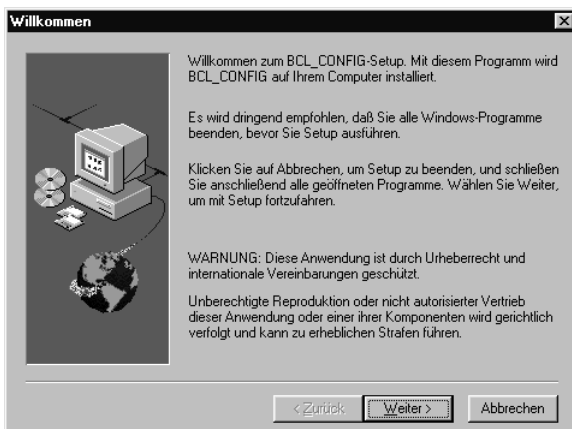 Willkommen
Willkommen zum BCL_CONFIG-Setup. Mit diesem Programm wird
BCL_CONFIG auf Ihrem Computer installiert.
Es wird dringend empfohlen, daß Sie alle Windows-Programme
beenden, bevor Sie Setup ausführen.
Klicken Sie auf Abbrechen, um Setup zu beenden, und schließen
Sie anschließend alle geöffneten Programme. Wählen Sie Weiter,
um mit Setup fortzufahren.
WARNUNG: Diese Anwendung ist durch Urheberrecht und
internationale Vereinbarungen geschützt.
Unberechtigte Reproduktion oder nicht autorisierter Vertrieb
dieser Anwendung oder einer ihrer Komponenten wird gerichtlich
verfolgt und kann zu erheblichen Strafen führen.
< Zurück Weiter > Abbrechen